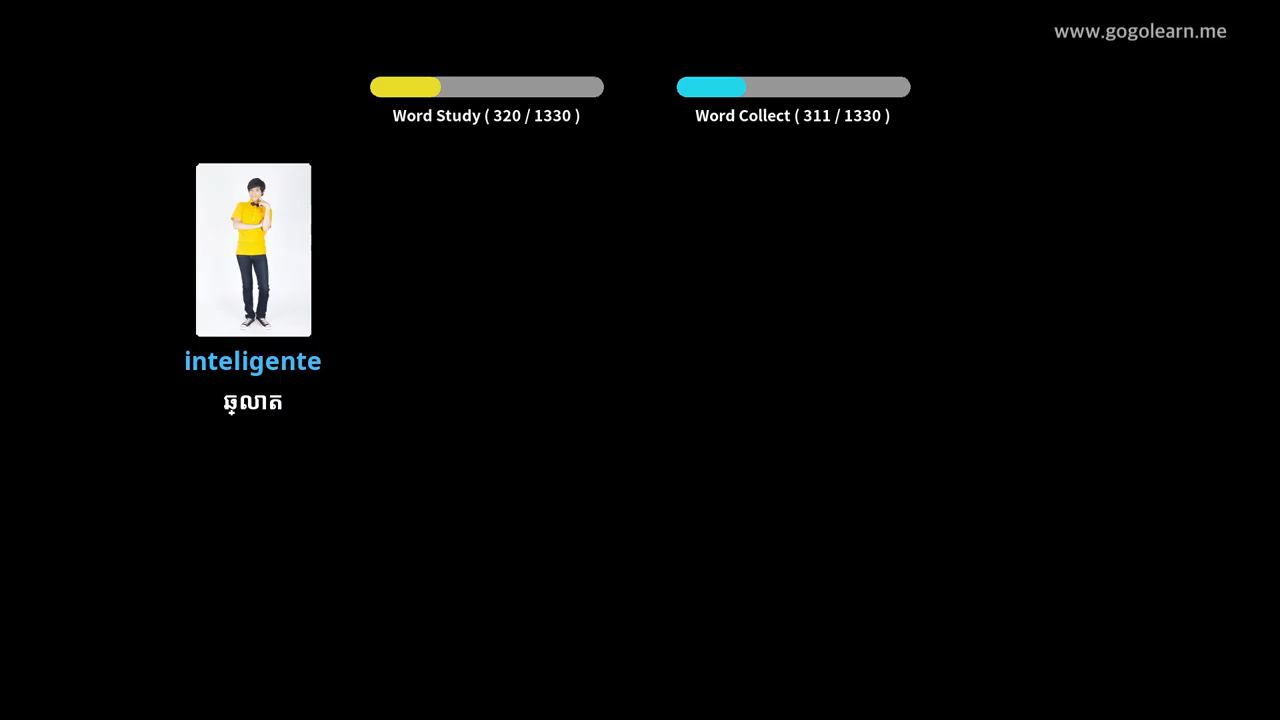 www.gogolearn.me
Word Study ( 320 / 1330 )
Word Collect ( 311 / 1330 )
inteligente
ឆ្លាត